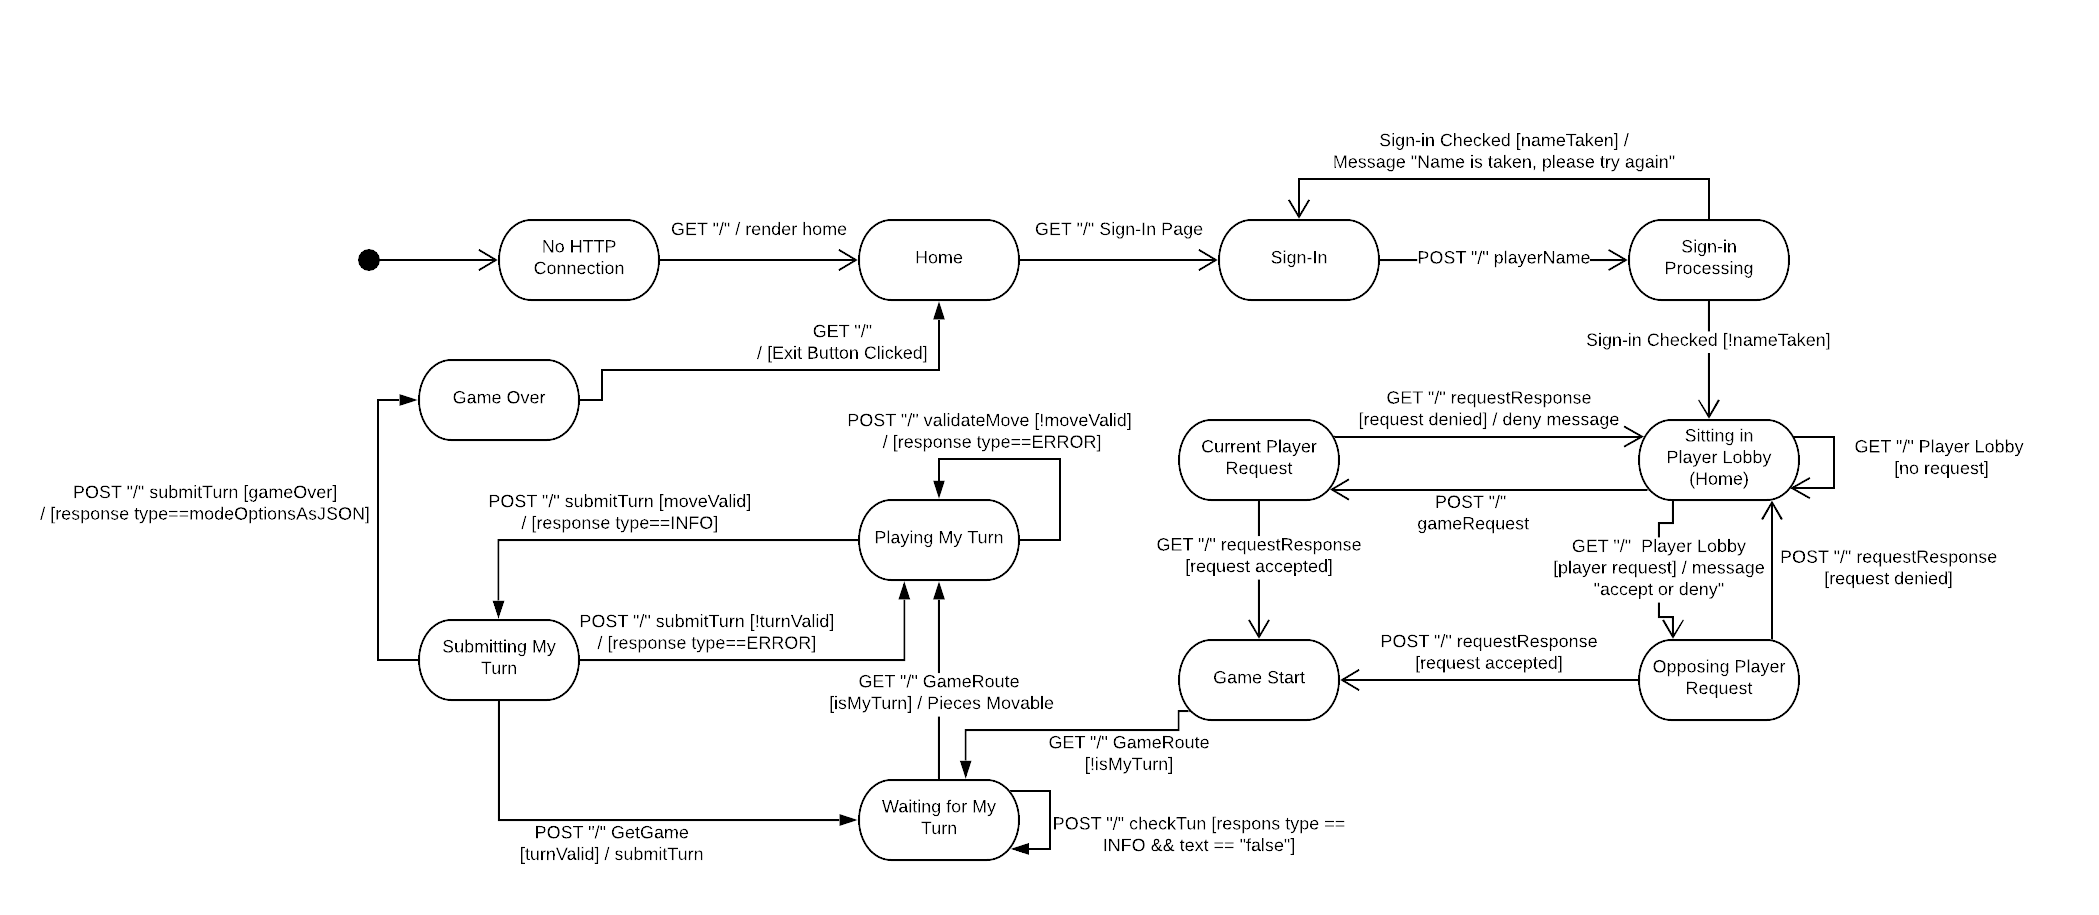 Sign-in Checked [nameTaken] /
Message "Name is taken, please try again"
No HTTP
Connection
GET "/" / render home
Home
GET "/" Sign-In Page
Sign-In
POST "/" playerName
Sign-in
Processing
GET "/"
/ [Exit Button Clicked]
Sign-in Checked [!nameTaken]
Game Over
POST "/" validateMove [!moveValid]
/ [response type==ERROR]
GET "/" requestResponse
[request denied] / deny message
Current Player
Request
Sitting in
Player Lobby
(Home)
GET "/" Player Lobby
[no request]
POST "/" submitTurn [gameOver]
/ [response type==modeOptionsAsJSON]
POST "/" submitTurn [moveValid]
/ [response type==INFO]
Playing My Turn
POST "/"
gameRequest
GET "/" requestResponse
[request accepted]
GET "/"  Player Lobby
[player request] / message
"accept or deny"
POST "/" requestResponse
[request denied]
Submitting My
Turn
POST "/" submitTurn [!turnValid]
/ [response type==ERROR]
GET "/" GameRoute
[isMyTurn] / Pieces Movable
Game Start
POST "/" requestResponse
[request accepted]
Opposing Player
Request
GET "/" GameRoute
[!isMyTurn]
Waiting for My
Turn
POST "/" checkTun [respons type ==
INFO && text == "false"]
POST "/" GetGame
[turnValid] / submitTurn